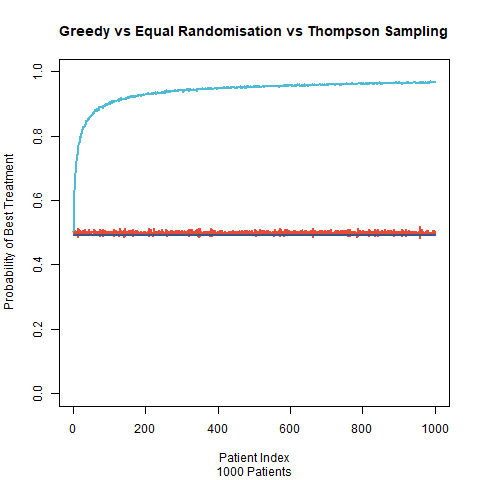 Greedy vs Equal Randomisation vs Thompson Sampling
Probability of Best Treatment
1.0
0.8
0.6
0.4
0.2
0.0
0 200 400 600 800 1000
Patient Index
1000 Patients